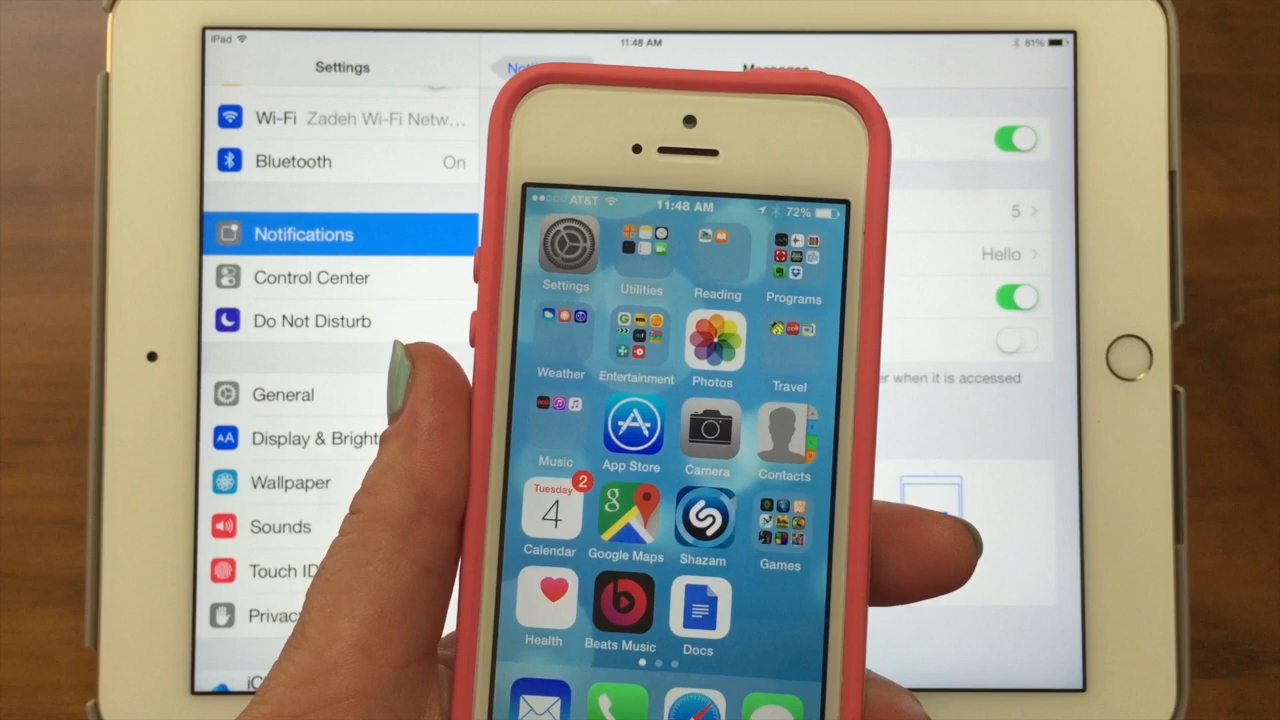 iPad
11:48 AM
81%
Settings
Messages
Wi-Fi Zadeh Wi-Fi Netw...
Bluetooth On
Notifications
5
Control Center
Hello
Do Not Disturb
when it is accessed
General
Display & Bright
Wallpaper
Sounds
Touch ID
Privac
AT&T
11:48 AM
72%
Settings
Utilities
Reading
Programs
Weather
Entertainment
Photos
Travel
Music
App Store
Camera
Contacts
Tuesday
2
4
g
Calendar
Google Maps
Shazam
Games
Health
Beats Music
Docs